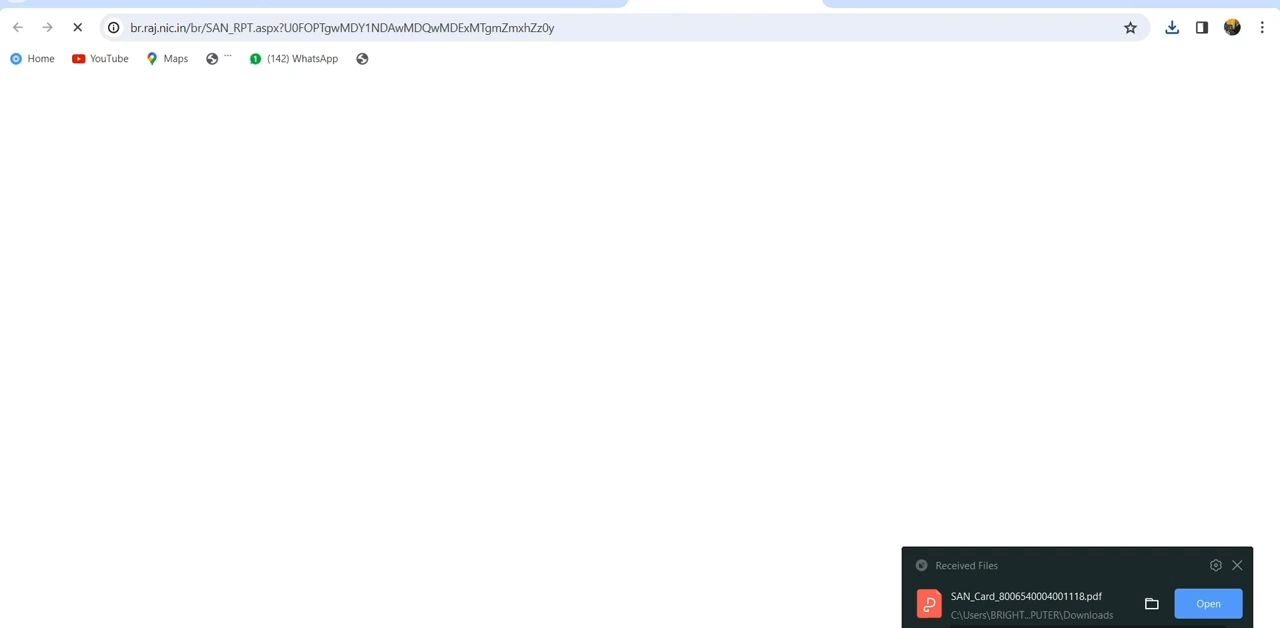 br.raj.nic.in/br/SAN_RPT.aspx?U0FOPTgwMDY1NDAwMDQwMDExMTgmZmxhZz0y
Home YouTube Maps ... (142) WhatsApp
Received Files
SAN_Card_8006540004001118.pdf
Open
C:\Users\BRIGHT...PUTER\Downloads